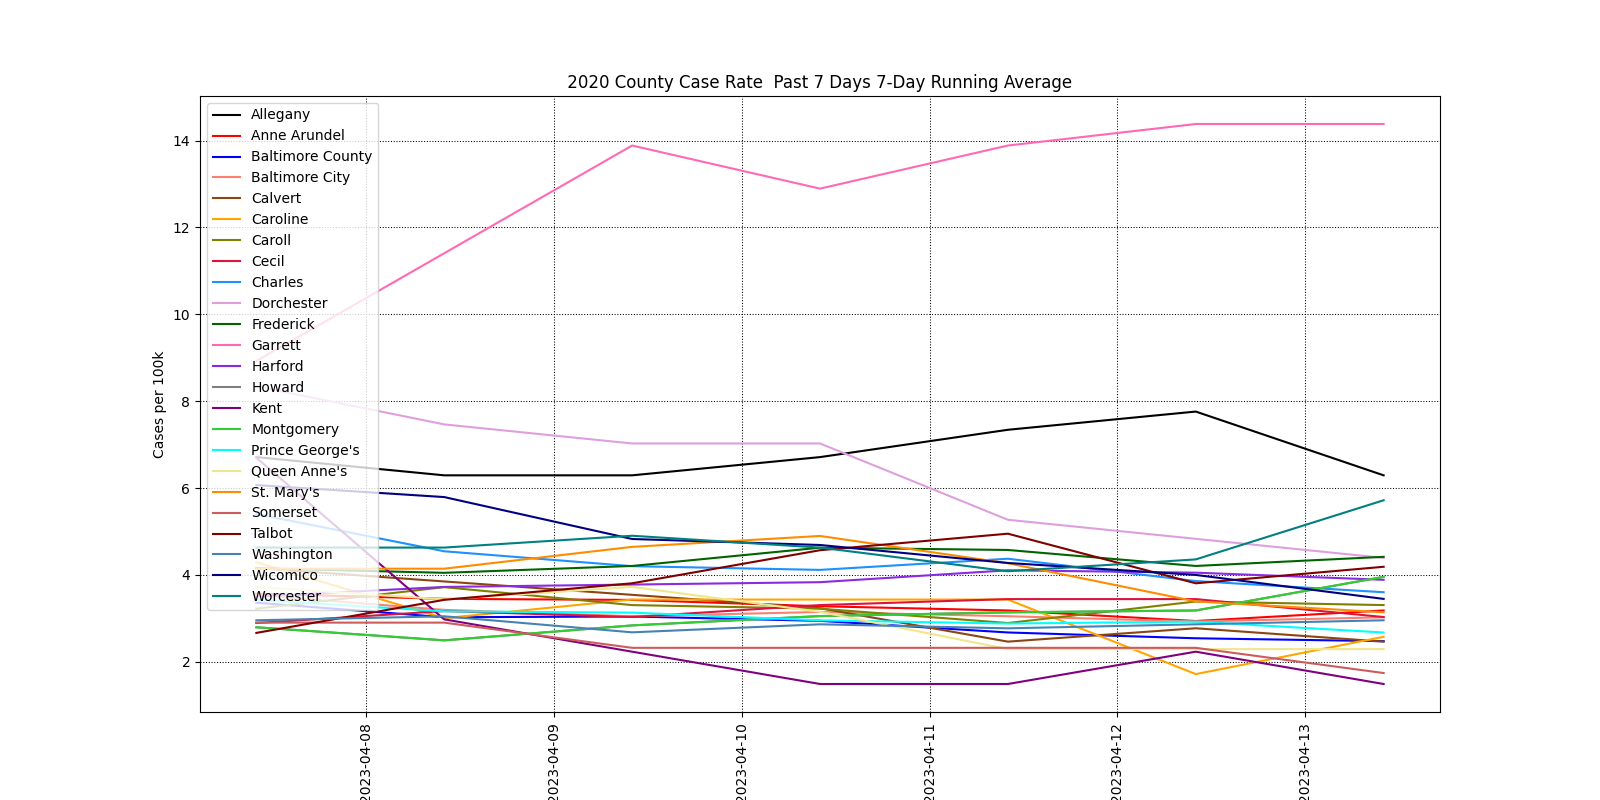 2020 County Case Rate  Past 7 Days 7-Day Running Average
Cases per 100k
14
12
10
8
6
4
2
Allegany
Anne Arundel
Baltimore County
Baltimore City
Calvert
Caroline
Caroll
Cecil
Charles
Dorchester
Frederick
Garrett
Harford
Howard
Kent
Montgomery
Prince George's
Queen Anne's
St. Mary's
Somerset
Talbot
Washington
Wicomico
Worcester
2023-04-08
2023-04-09
2023-04-10
2023-04-11
2023-04-12
2023-04-13